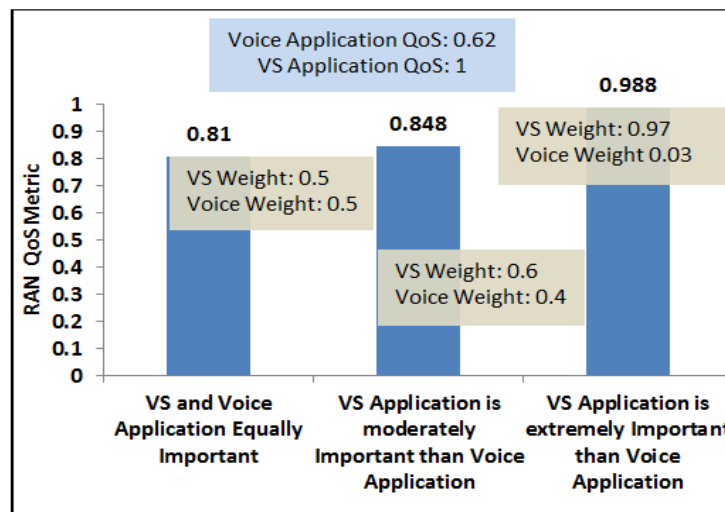 Voice Application QoS: 0.62
VS Application QoS: 1
RAN QoS Metric
1
0.9
0.8
0.7
0.6
0.5
0.4
0.3
0.2
0.1
0
0.81
VS Weight: 0.5
Voice Weight: 0.5
0.848
VS Weight: 0.6
Voice Weight: 0.4
0.988
VS Weight: 0.97
Voice Weight 0.03
VS and Voice
Application Equally
Important
VS Application is
moderately
Important than Voice
Application
VS Application is
extremely Important
than Voice
Application